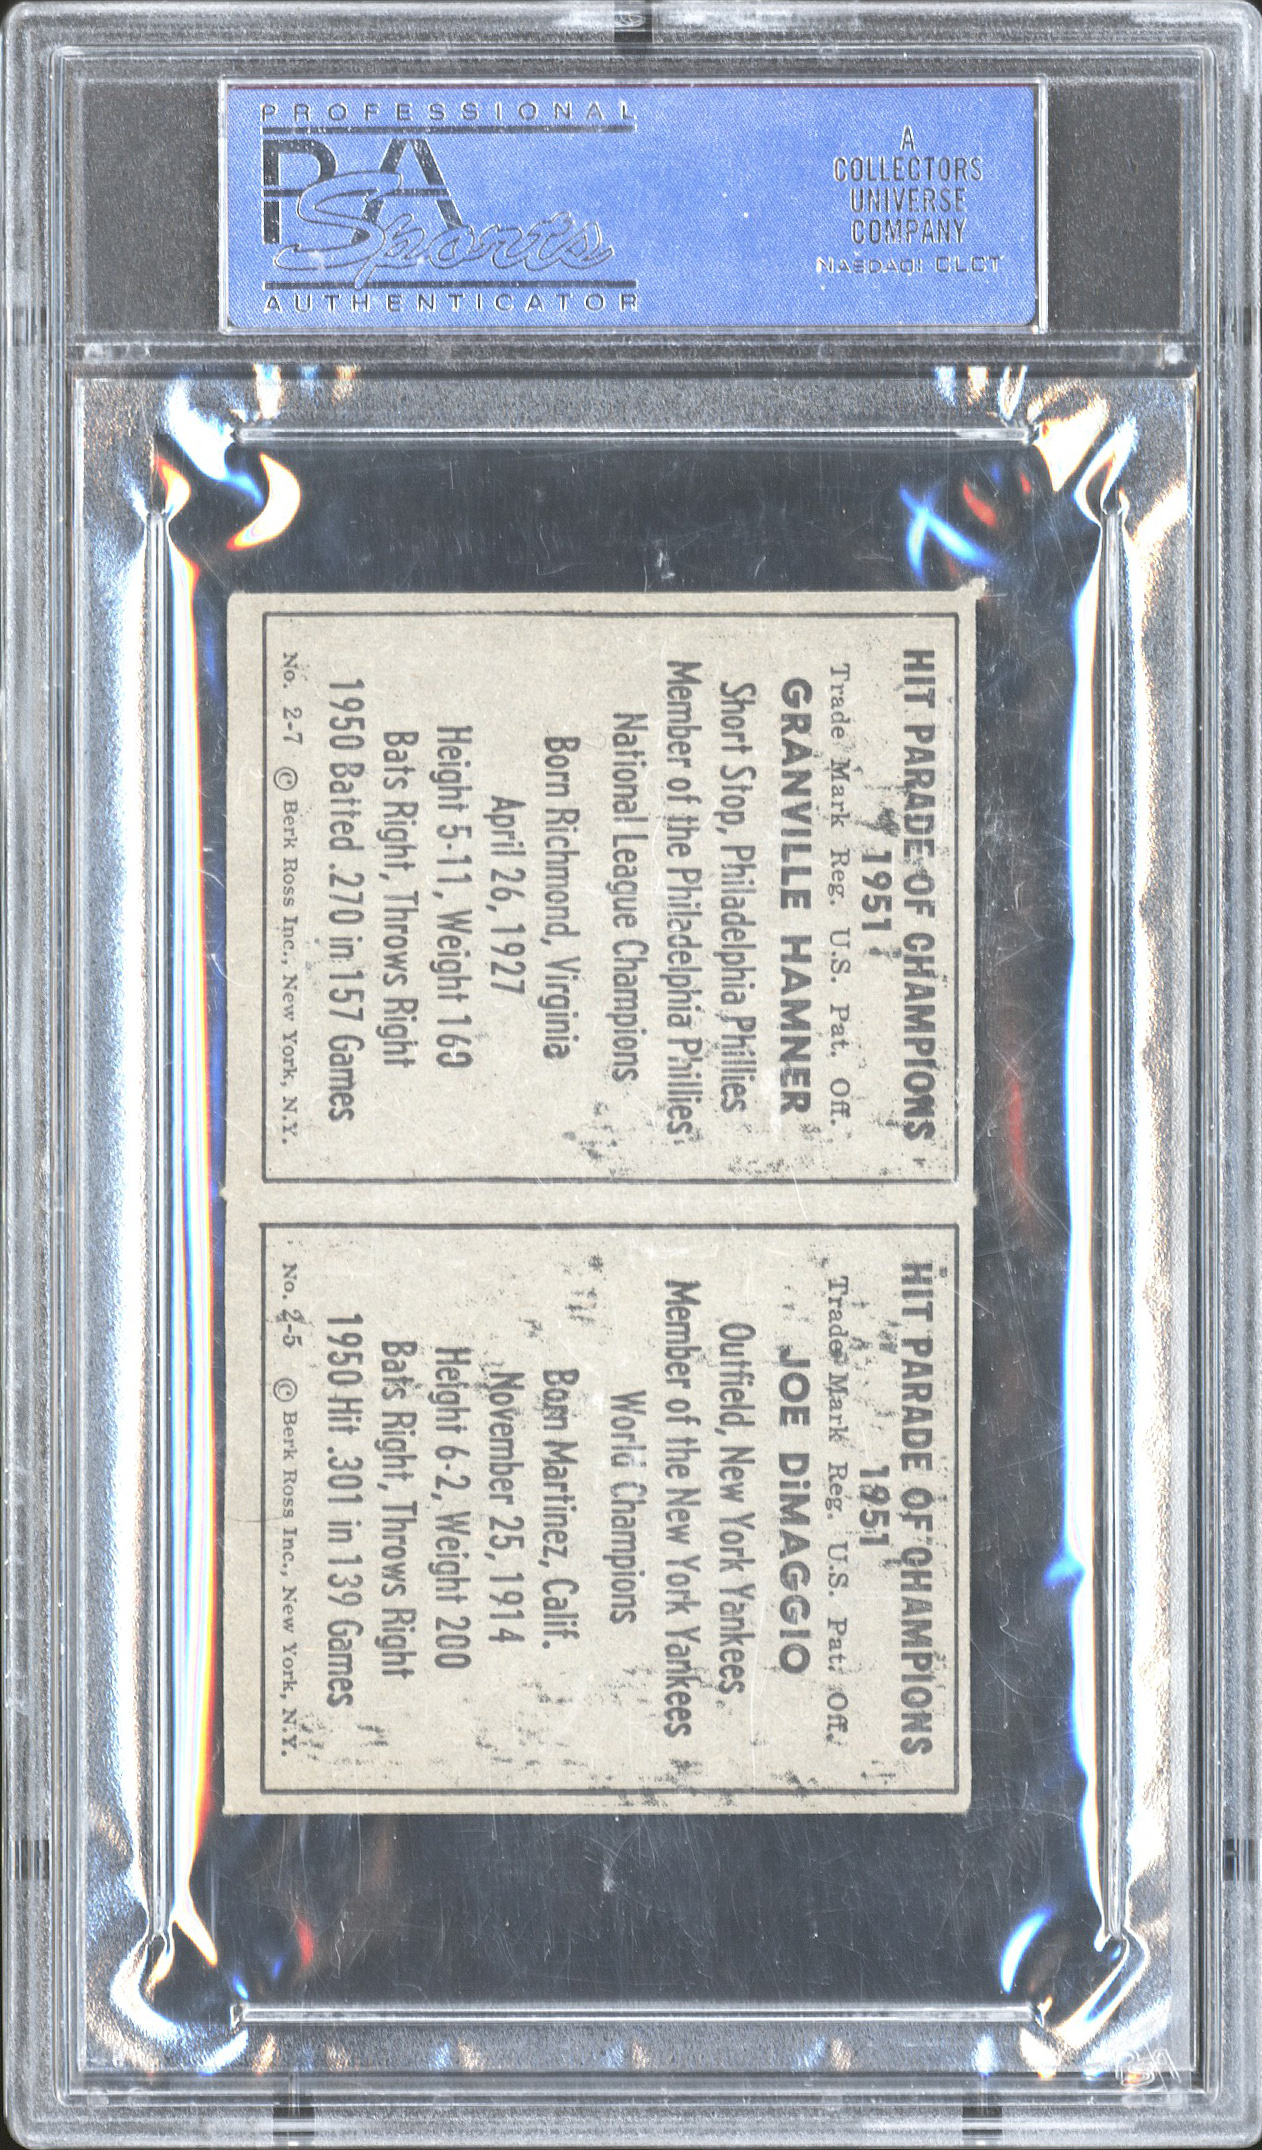 PROFESSIONAL
PSA
Sports
AUTHENTICATOR
A
COLLECTORS
UNIVERSE
COMPANY
NASDAQ: CLCT
HIT PARADE OF CHAMPIONS
1951
Trade Mark Reg. U.S. Pat. Off.
GRANVILLE HAMNER
Short Stop, Philadelphia Phillies
Member of the Philadelphia Phillies
National League Champions
Born Richmond, Virginia
April 26, 1927
Height 5-11, Weight 160
Bats Right, Throws Right
1950 Batted .270 in 157 Games
No. 2-7 © Berk Ross Inc., New York, N.Y.
HIT PARADE OF CHAMPIONS
1951
Trade Mark Reg. U.S. Pat. Off.
JOE DiMAGGIO
Outfield, New York Yankees
Member of the New York Yankees
World Champions
Born Martinez, Calif.
November 25, 1914
Height 6-2, Weight 200
Bats Right, Throws Right
1950 Hit .301 in 139 Games
No. 2-5 © Berk Ross Inc., New York, N.Y.